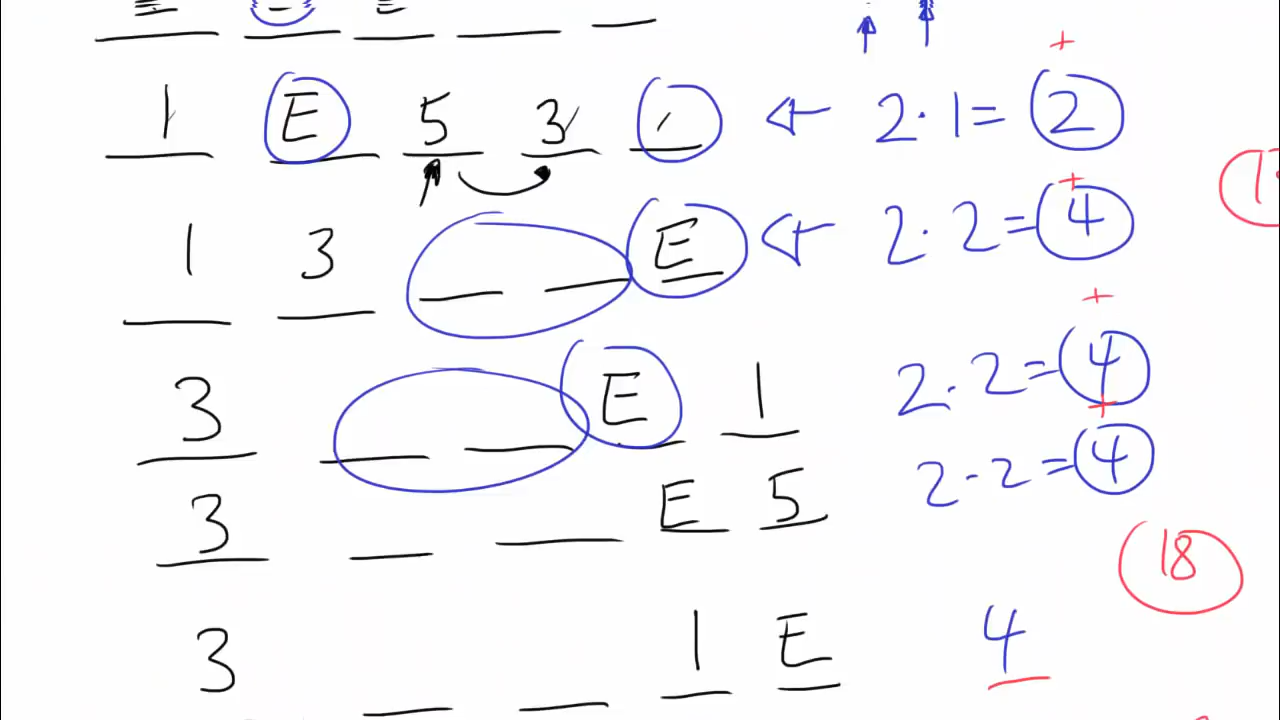 1 E 5 3 2·1=2 +
1 3 E 2·2=4 +
3 E 1 2·2=4 +
3 E 5 2·2=4 +
18
3 1 E 4